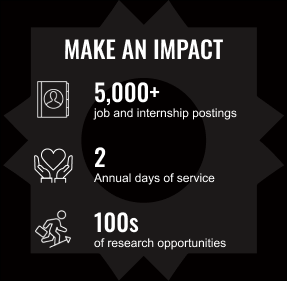 MAKE AN IMPACT
5,000+
job and internship postings
2
Annual days of service
100s
of research opportunities